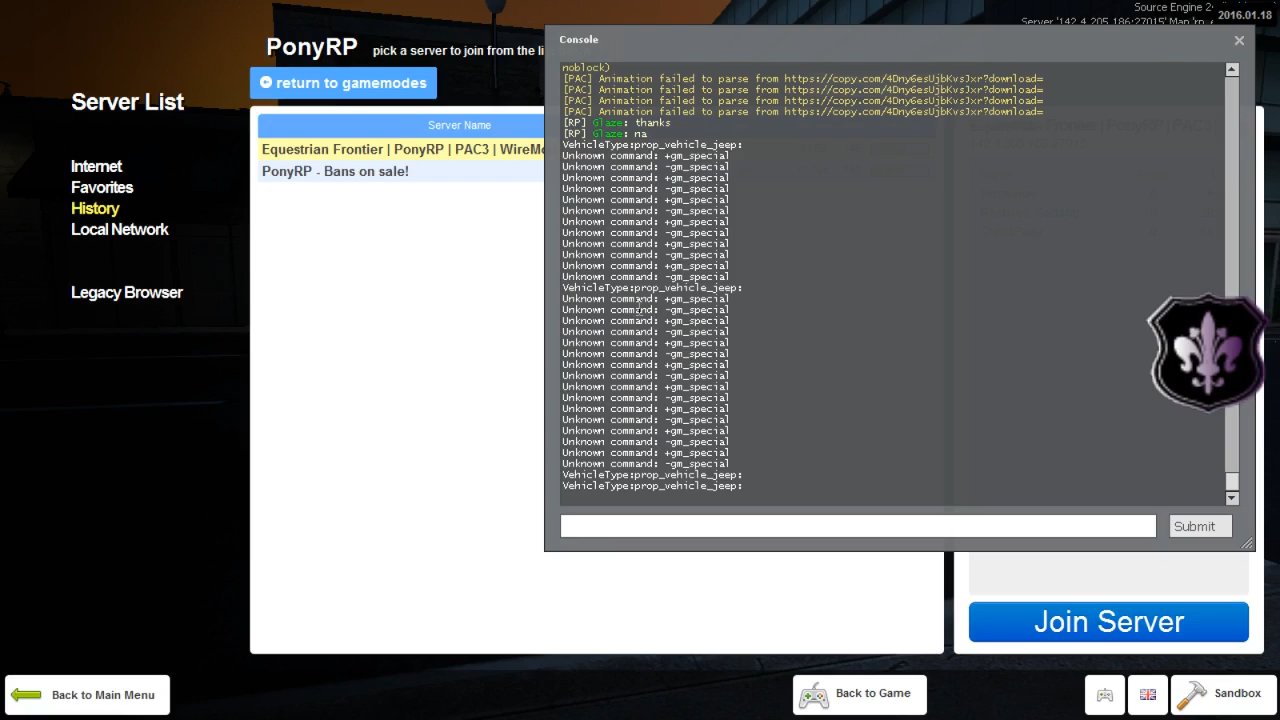 Source Engine 2
2016.01.18
Server '142.4.205.186:27015' Map 'rp_
PonyRP pick a server to join from the li
return to gamemodes
Server List
Internet
Favorites
History
Local Network
Legacy Browser
Server Name
Equestrian Frontier | PonyRP | PAC3 | WireMo
PonyRP - Bans on sale!
Console
noblock)
[PAC] Animation failed to parse from https://copy.com/4Dny6esUjbKvsJxr?download=
[PAC] Animation failed to parse from https://copy.com/4Dny6esUjbKvsJxr?download=
[PAC] Animation failed to parse from https://copy.com/4Dny6esUjbKvsJxr?download=
[PAC] Animation failed to parse from https://copy.com/4Dny6esUjbKvsJxr?download=
[RP] Glaze: thanks
[RP] Glaze: na
VehicleType:prop_vehicle_jeep:
Unknown command: +gm_special
Unknown command: -gm_special
Unknown command: +gm_special
Unknown command: -gm_special
Unknown command: +gm_special
Unknown command: -gm_special
Unknown command: +gm_special
Unknown command: -gm_special
Unknown command: +gm_special
Unknown command: -gm_special
Unknown command: +gm_special
Unknown command: -gm_special
VehicleType:prop_vehicle_jeep:
Unknown command: +gm_special
Unknown command: -gm_special
Unknown command: +gm_special
Unknown command: -gm_special
Unknown command: +gm_special
Unknown command: -gm_special
Unknown command: +gm_special
Unknown command: -gm_special
Unknown command: +gm_special
Unknown command: -gm_special
Unknown command: +gm_special
Unknown command: -gm_special
Unknown command: +gm_special
Unknown command: -gm_special
Unknown command: +gm_special
Unknown command: -gm_special
VehicleType:prop_vehicle_jeep:
VehicleType:prop_vehicle_jeep:
Submit
Join Server
Back to Main Menu
Back to Game
Sandbox